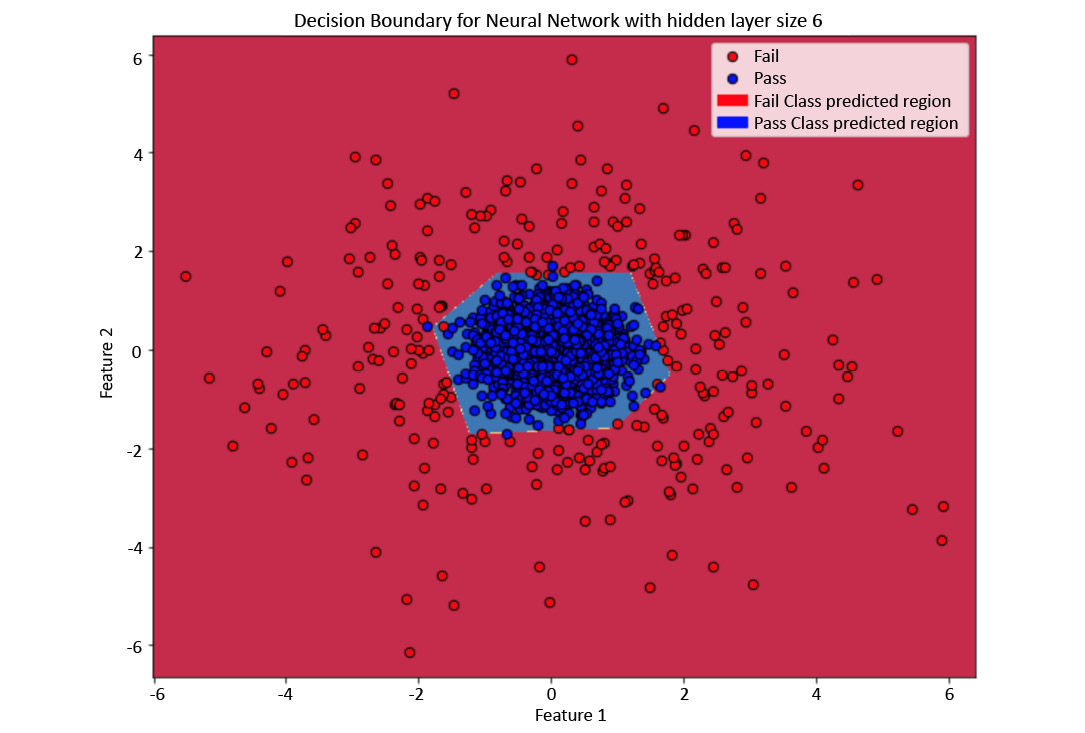 Decision Boundary for Neural Network with hidden layer size 6
Fail
Pass
Fail Class predicted region
Pass Class predicted region
6
4
2
0
-2
-4
-6
Feature 2
-6 -4 -2 0 2 4 6
Feature 1